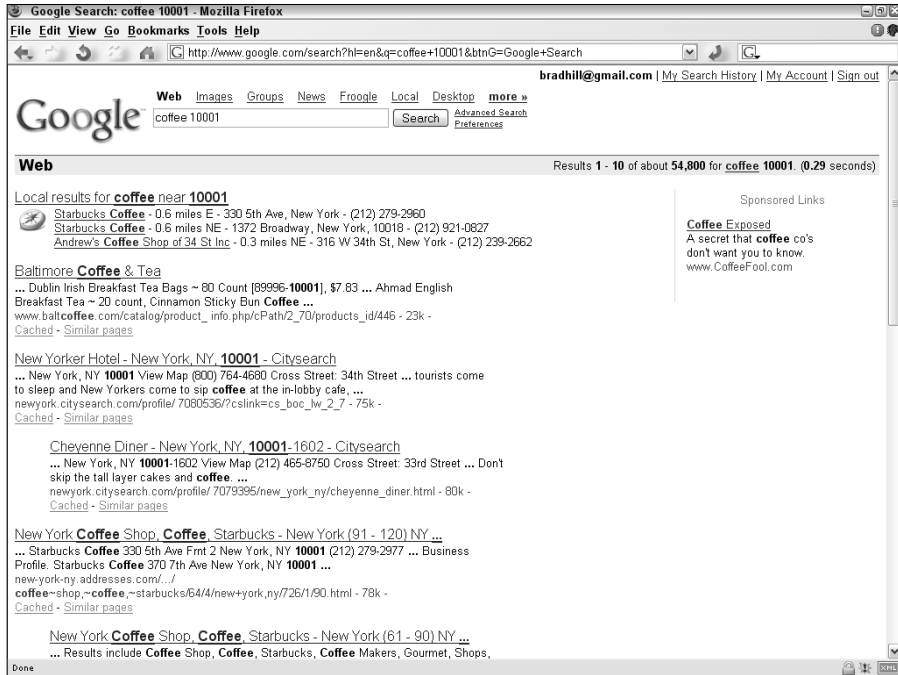 Google Search: coffee 10001 - Mozilla Firefox
File Edit View Go Bookmarks Tools Help
http://www.google.com/search?hl=en&q=coffee+10001&btnG=Google+Search
G
bradhill@gmail.com | My Search History | My Account | Sign out
Google™
Web Images Groups News Froogle Local Desktop more »
coffee 10001
Search
Advanced Search
Preferences
Web
Results 1 - 10 of about 54,800 for coffee 10001. (0.29 seconds)
Local results for coffee near 10001
Starbucks Coffee - 0.6 miles E - 330 5th Ave, New York - (212) 279-2960
Starbucks Coffee - 0.6 miles NE - 1372 Broadway, New York, 10018 - (212) 921-0827
Andrew's Coffee Shop of 34 St Inc - 0.3 miles NE - 316 W 34th St, New York - (212) 239-2662
Sponsored Links
Coffee Exposed
A secret that coffee co's
don't want you to know.
www.CoffeeFool.com
Baltimore Coffee & Tea
... Dublin Irish Breakfast Tea Bags ~ 80 Count [89996-10001], $7.83 ... Ahmad English
Breakfast Tea ~ 20 count, Cinnamon Sticky Bun Coffee ...
www.baltcoffee.com/catalog/product_ info.php/cPath/2_70/products_id/446 - 23k -
Cached - Similar pages
New Yorker Hotel - New York, NY, 10001 - Citysearch
... New York, NY 10001 View Map (800) 764-4680 Cross Street: 34th Street ... tourists come
to sleep and New Yorkers come to sip coffee at the in-lobby cafe, ...
newyork.citysearch.com/profile/ 7080536/?cslink=cs_boc_lw_2_7 - 75k -
Cached - Similar pages
Cheyenne Diner - New York, NY, 10001-1602 - Citysearch
... New York, NY 10001-1602 View Map (212) 465-8750 Cross Street: 33rd Street ... Don't
skip the tall layer cakes and coffee. ...
newyork.citysearch.com/profile/ 7079395/new_york_ny/cheyenne_diner.html - 80k -
Cached - Similar pages
New York Coffee Shop, Coffee, Starbucks - New York (91 - 120) NY ...
... Starbucks Coffee 330 5th Ave Frnt 2 New York, NY 10001 (212) 279-2977 ... Business
Profile. Starbucks Coffee 370 7th Ave New York, NY 10001 ...
new-york-ny.addresses.com/.../
coffee~shop,~coffee,~starbucks/64/4/new+york,ny/726/1/90.html - 78k -
Cached - Similar pages
New York Coffee Shop, Coffee, Starbucks - New York (61 - 90) NY ...
... Results include Coffee Shop, Coffee, Starbucks, Coffee Makers, Gourmet, Shops,
Done
XML